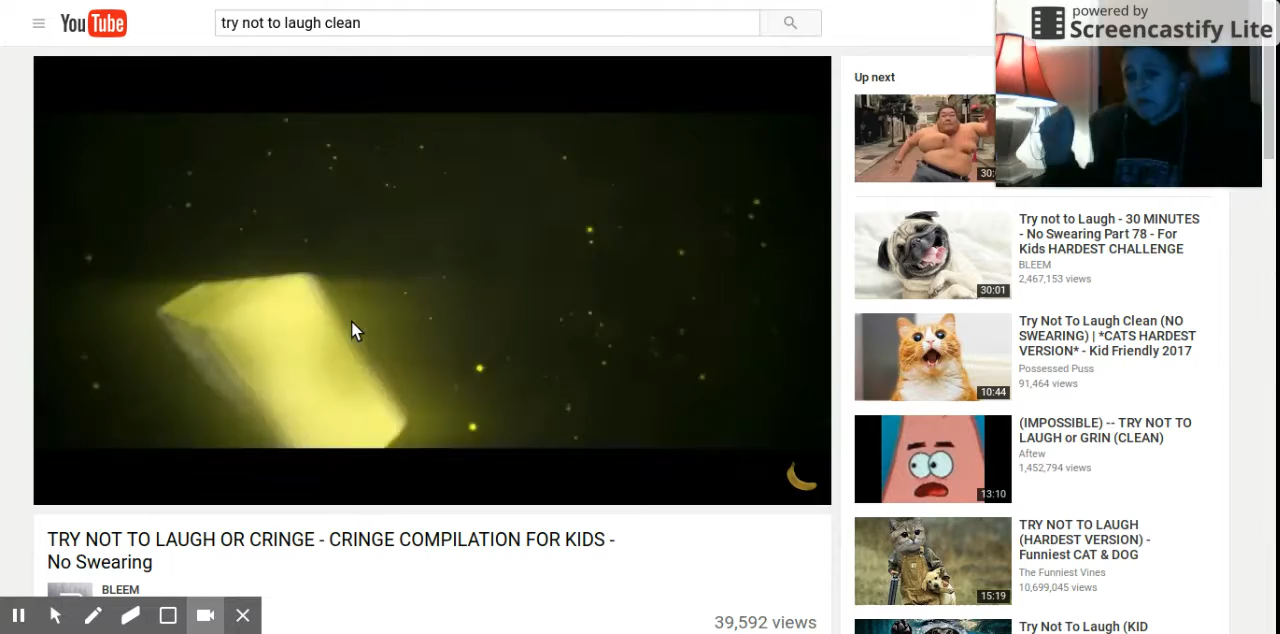 YouTube
try not to laugh clean
powered by
Screencastify Lite
Up next
30:
Try not to Laugh - 30 MINUTES
- No Swearing Part 78 - For
Kids HARDEST CHALLENGE
BLEEM
2,467,153 views
30:01
Try Not To Laugh Clean (NO
SWEARING) | *CATS HARDEST
VERSION* - Kid Friendly 2017
Possessed Puss
91,464 views
10:44
(IMPOSSIBLE) -- TRY NOT TO
LAUGH or GRIN (CLEAN)
Aftew
1,452,794 views
13:10
TRY NOT TO LAUGH
(HARDEST VERSION) -
Funniest CAT & DOG
The Funniest Vines
10,699,045 views
15:19
Try Not To Laugh (KID
TRY NOT TO LAUGH OR CRINGE - CRINGE COMPILATION FOR KIDS -
No Swearing
BLEEM
39,592 views